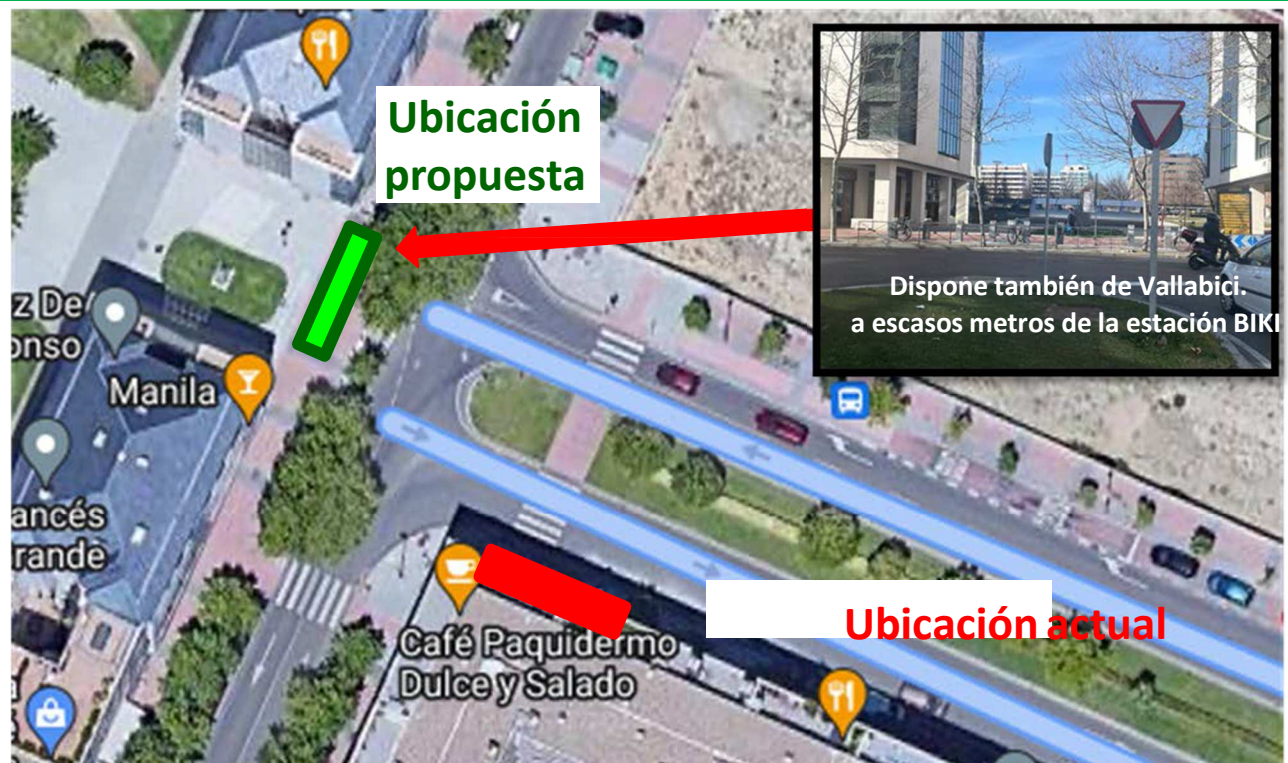 Ubicación
propuesta
Dispone también de Vallabici.
a escasos metros de la estación BIKI
z De
onso
Manila
ancés
rande
Café Paquidermo
Dulce y Salado
Ubicación actual